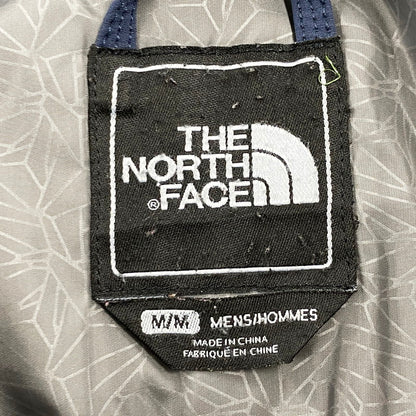 THE
NORTH
®FACE
M/M MENS/HOMMES
MADE IN CHINA
FABRIQUÉ EN CHINE